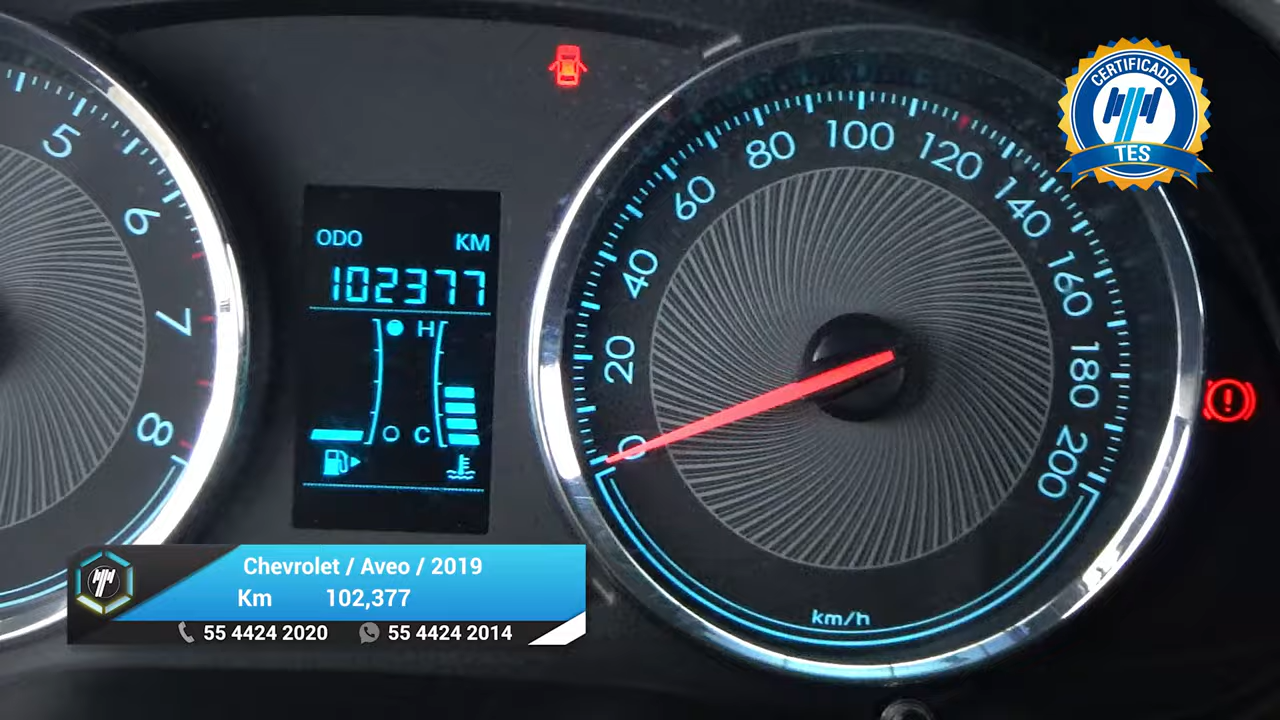 5
6
7
8
ODO KM
102377
H
C
0
20
40
60
80
100
120
140
160
180
200
km/h
CERTIFICADO
TES
Chevrolet / Aveo / 2019
Km 102,377
55 4424 2020 55 4424 2014